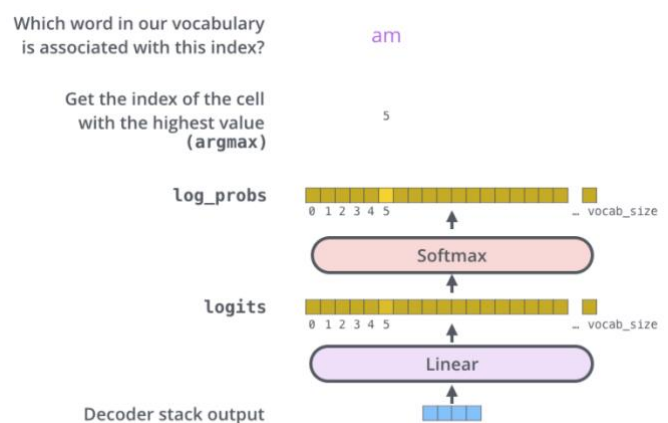 Which word in our vocabulary
is associated with this index?
am
Get the index of the cell
with the highest value
(argmax)
5
log_probs
0 1 2 3 4 5 … vocab_size
Softmax
logits
0 1 2 3 4 5 … vocab_size
Linear
Decoder stack output